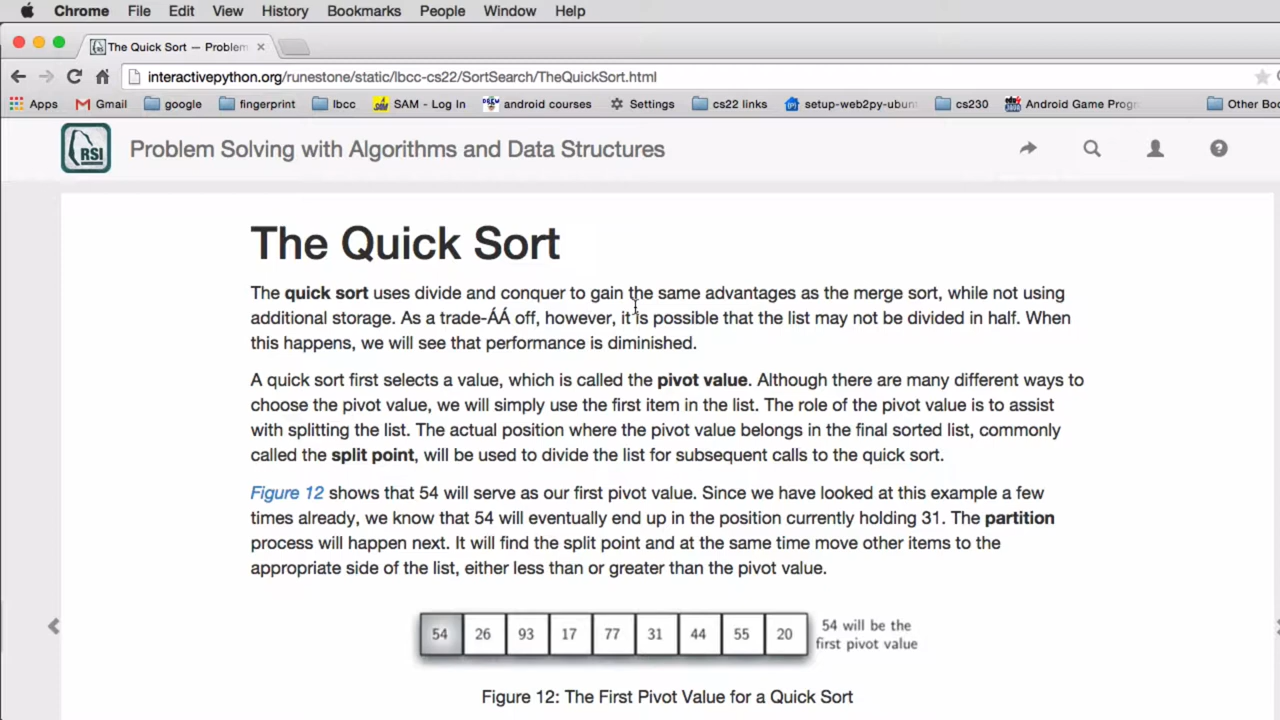 Chrome File Edit View History Bookmarks People Window Help
The Quick Sort — Problem
interactivepython.org/runestone/static/lbcc-cs22/SortSearch/TheQuickSort.html
Apps Gmail google fingerprint lbcc SAM - Log In android courses Settings cs22 links setup-web2py-ubun cs230 Android Game Progr Other Boo
RSI Problem Solving with Algorithms and Data Structures
The Quick Sort
The quick sort uses divide and conquer to gain the same advantages as the merge sort, while not using
additional storage. As a trade-ÁÁ off, however, it is possible that the list may not be divided in half. When
this happens, we will see that performance is diminished.
A quick sort first selects a value, which is called the pivot value. Although there are many different ways to
choose the pivot value, we will simply use the first item in the list. The role of the pivot value is to assist
with splitting the list. The actual position where the pivot value belongs in the final sorted list, commonly
called the split point, will be used to divide the list for subsequent calls to the quick sort.
Figure 12 shows that 54 will serve as our first pivot value. Since we have looked at this example a few
times already, we know that 54 will eventually end up in the position currently holding 31. The partition
process will happen next. It will find the split point and at the same time move other items to the
appropriate side of the list, either less than or greater than the pivot value.
54 26 93 17 77 31 44 55 20
54 will be the
first pivot value
Figure 12: The First Pivot Value for a Quick Sort